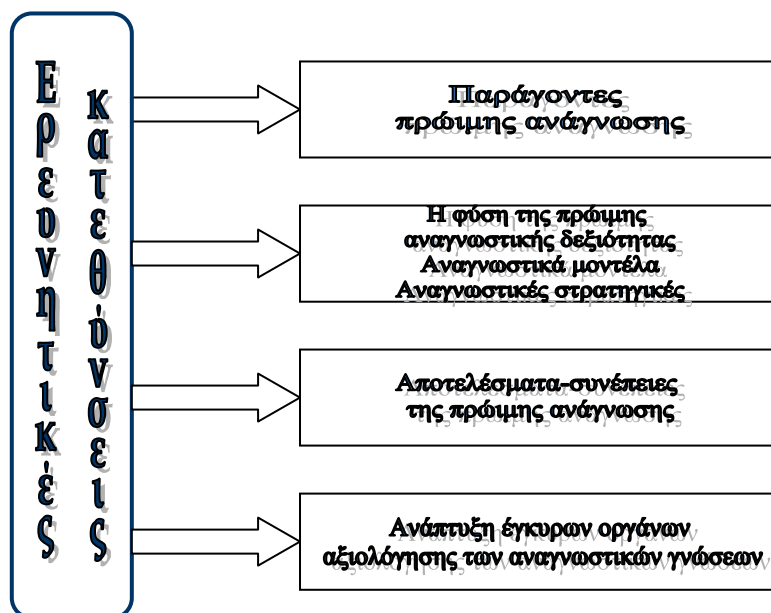 Ερευνητικές
κατευθύνσεις
Παράγοντες
πρώιμης ανάγνωσης
Η φύση της πρώιμης
αναγνωστικής δεξιότητας
Αναγνωστικά μοντέλα
Αναγνωστικές στρατηγικές
Αποτελέσματα-συνέπειες
της πρώιμης ανάγνωσης
Ανάπτυξη έγκυρων οργάνων
αξιολόγησης των αναγνωστικών γνώσεων